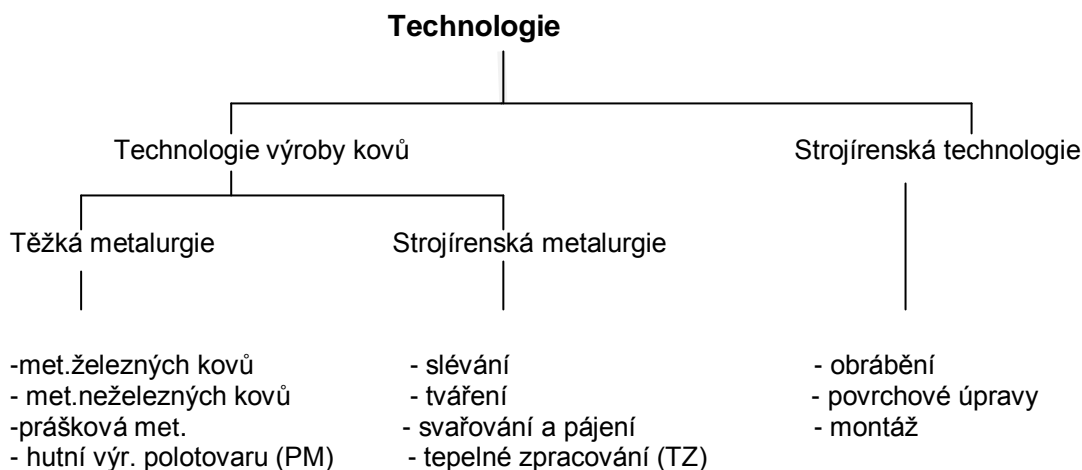 Technologie
Technologie výroby kovů
Strojírenská technologie
Těžká metalurgie
Strojírenská metalurgie
-met.železných kovů
- met.neželezných kovů
-prášková met.
- hutní výr. polotovaru (PM)
- slévání
- tváření
- svařování a pájení
- tepelné zpracování (TZ)
- obrábění
- povrchové úpravy
- montáž